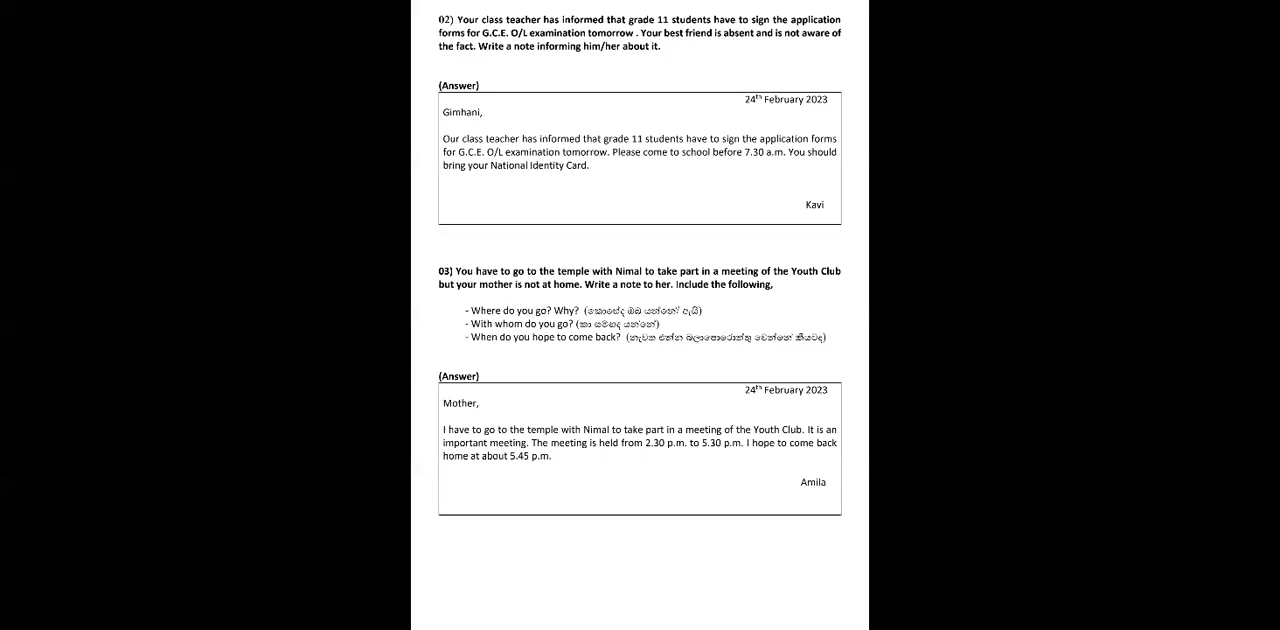 02) Your class teacher has informed that grade 11 students have to sign the application
forms for G.C.E. O/L examination tomorrow . Your best friend is absent and is not aware of
the fact. Write a note informing him/her about it.
(Answer)
24th February 2023
Gimhani,
Our class teacher has informed that grade 11 students have to sign the application forms
for G.C.E. O/L examination tomorrow. Please come to school before 7.30 a.m. You should
bring your National Identity Card.
Kavi
03) You have to go to the temple with Nimal to take part in a meeting of the Youth Club
but your mother is not at home. Write a note to her. Include the following,
- Where do you go? Why? (කොහේද ඔබ යන්නේ/ ඇයි)
- With whom do you go? (කා සමඟද යන්නේ)
- When do you hope to come back? (නැවත එන්න බලාපොරොත්තු වෙන්නේ කීයටද)
(Answer)
24th February 2023
Mother,
I have to go to the temple with Nimal to take part in a meeting of the Youth Club. It is an
important meeting. The meeting is held from 2.30 p.m. to 5.30 p.m. I hope to come back
home at about 5.45 p.m.
Amila